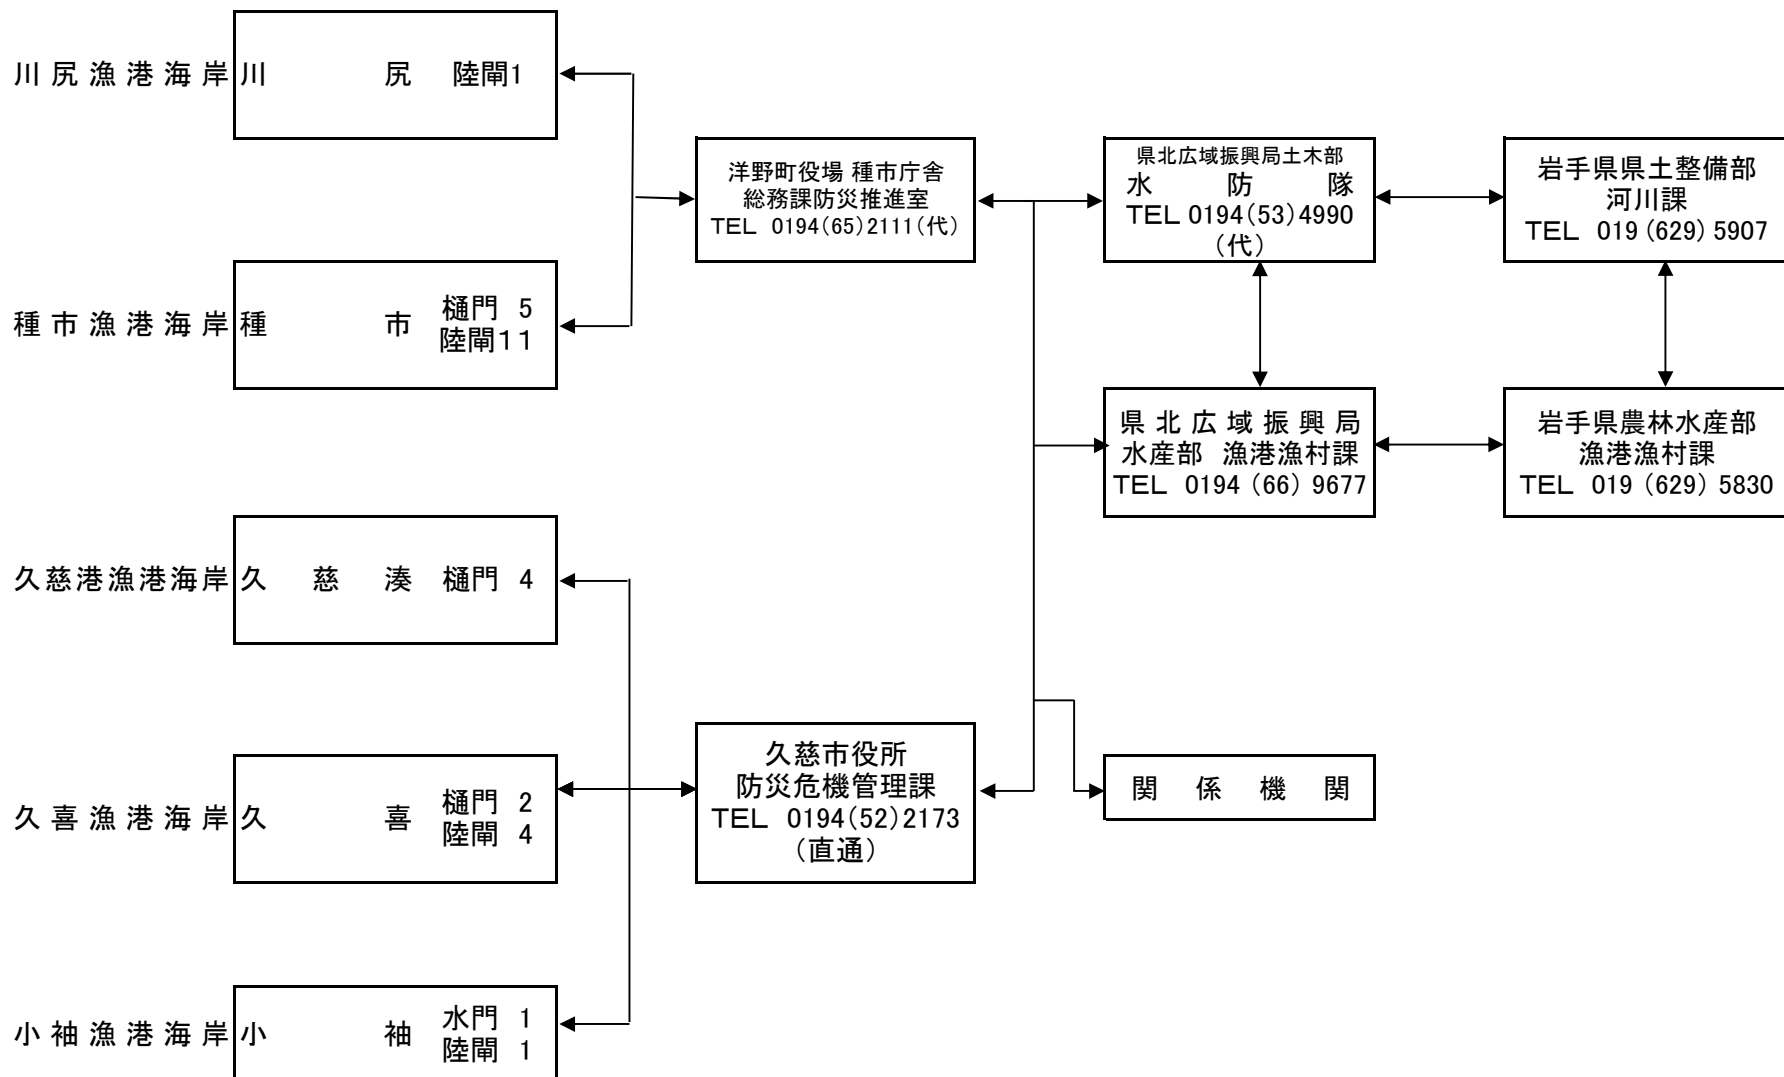 川尻漁港海岸
川 尻 陸閘1
種市漁港海岸
種 市
樋門 5
陸閘11
久慈港漁港海岸
久 慈 湊 樋門 4
久喜漁港海岸
久 喜
樋門 2
陸閘 4
小袖漁港海岸
小 袖
水門 1
陸閘 1
洋野町役場 種市庁舎
総務課防災推進室
TEL 0194(65)2111(代)
久慈市役所
防災危機管理課
TEL 0194(52)2173
(直通)
県北広域振興局土木部
水 防 隊
TEL 0194(53)4990
(代)
県北広域振興局
水産部 漁港漁村課
TEL 0194 (66) 9677
関 係 機 関
岩手県県土整備部
河川課
TEL 019 (629) 5907
岩手県農林水産部
漁港漁村課
TEL 019 (629) 5830